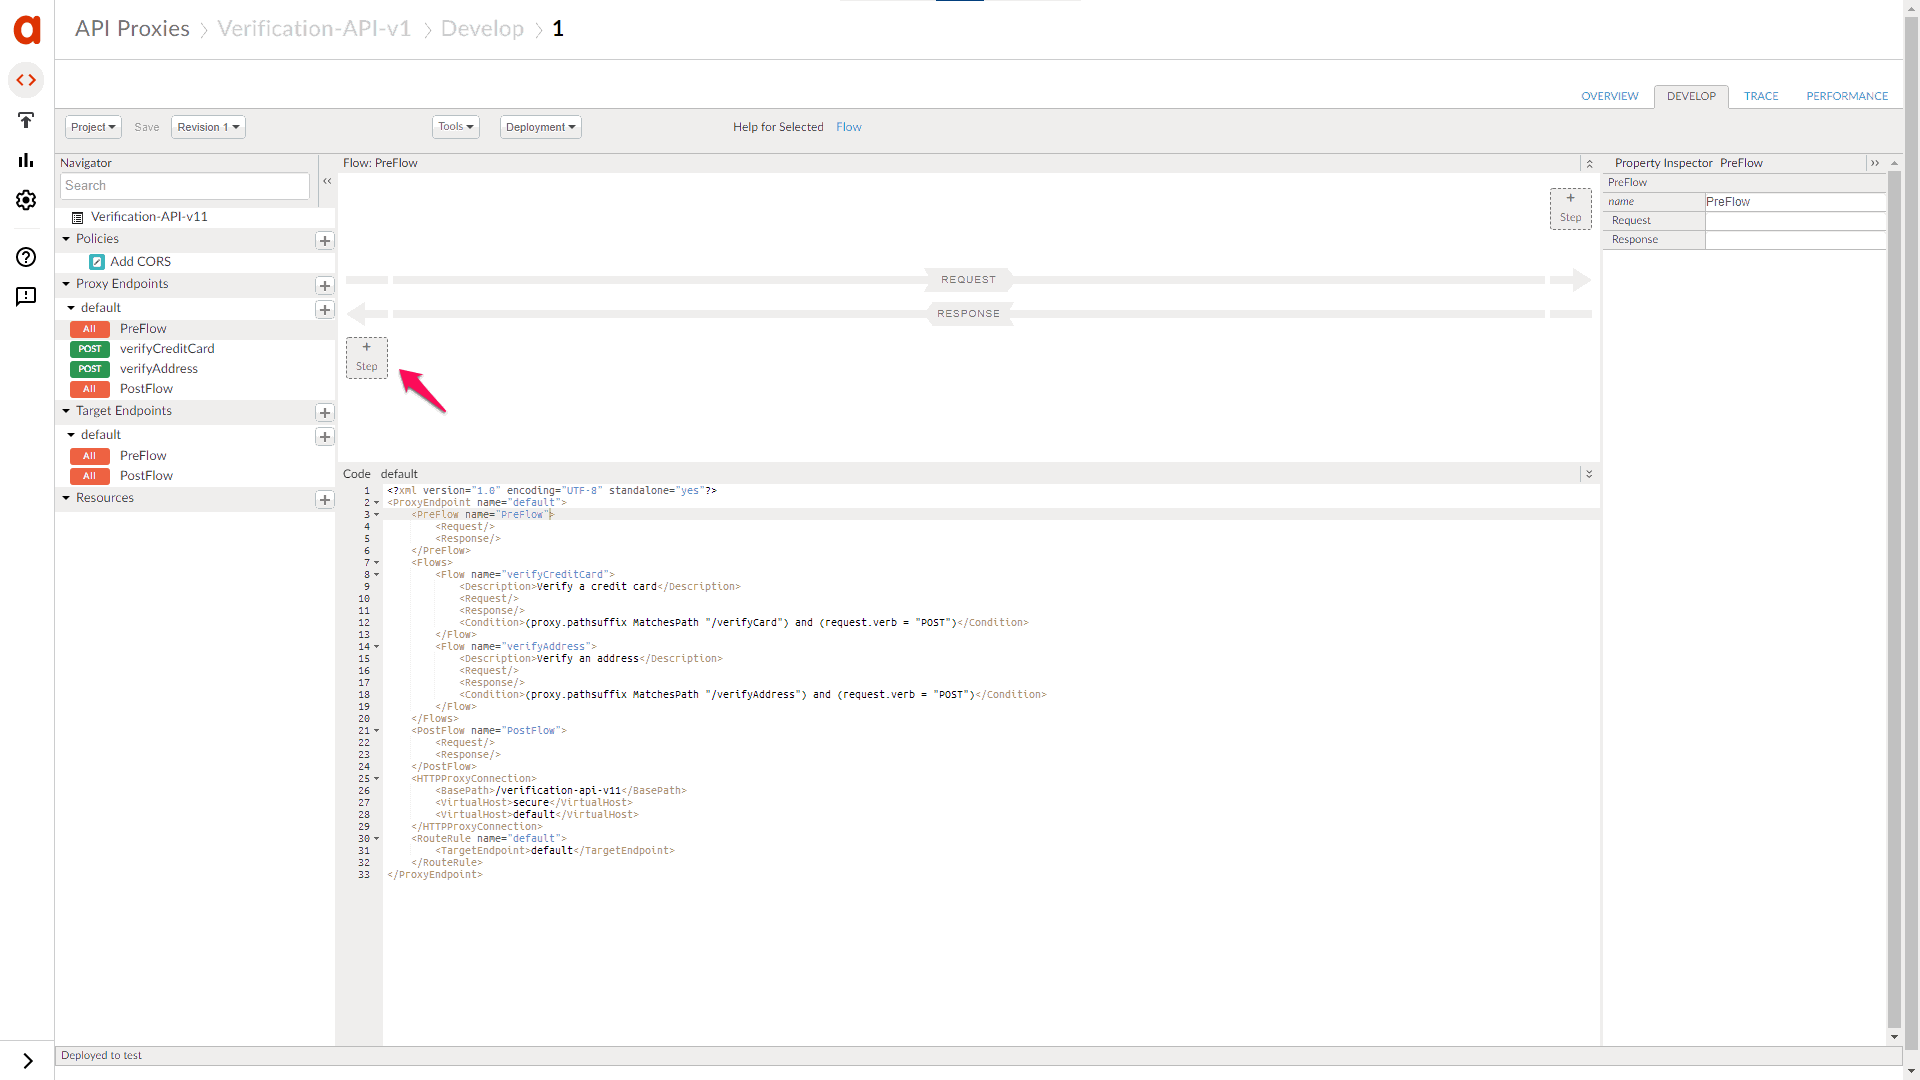 API Proxies > Verification-API-v1 > Develop > 1
OVERVIEW DEVELOP TRACE PERFORMANCE
Project Save Revision 1 Tools Deployment Help for Selected Flow
Navigator
Search
Verification-API-v11
Policies
Add CORS
Proxy Endpoints
default
All PreFlow
POST verifyCreditCard
POST verifyAddress
All PostFlow
Target Endpoints
default
All PreFlow
All PostFlow
Resources
Flow: PreFlow
+
Step
REQUEST
RESPONSE
+
Step
Code default
1 <?xml version="1.0" encoding="UTF-8" standalone="yes"?>
2 <ProxyEndpoint name="default">
3 <PreFlow name="PreFlow">
4 <Request/>
5 <Response/>
6 </PreFlow>
7 <Flows>
8 <Flow name="verifyCreditCard">
9 <Description>Verify a credit card</Description>
10 <Request/>
11 <Response/>
12 <Condition>(proxy.pathsuffix MatchesPath "/verifyCard") and (request.verb = "POST")</Condition>
13 </Flow>
14 <Flow name="verifyAddress">
15 <Description>Verify an address</Description>
16 <Request/>
17 <Response/>
18 <Condition>(proxy.pathsuffix MatchesPath "/verifyAddress") and (request.verb = "POST")</Condition>
19 </Flow>
20 </Flows>
21 <PostFlow name="PostFlow">
22 <Request/>
23 <Response/>
24 </PostFlow>
25 <HTTPProxyConnection>
26 <BasePath>/verification-api-v11</BasePath>
27 <VirtualHost>secure</VirtualHost>
28 <VirtualHost>default</VirtualHost>
29 </HTTPProxyConnection>
30 <RouteRule name="default">
31 <TargetEndpoint>default</TargetEndpoint>
32 </RouteRule>
33 </ProxyEndpoint>
Property Inspector PreFlow
PreFlow
name PreFlow
Request
Response
Deployed to test